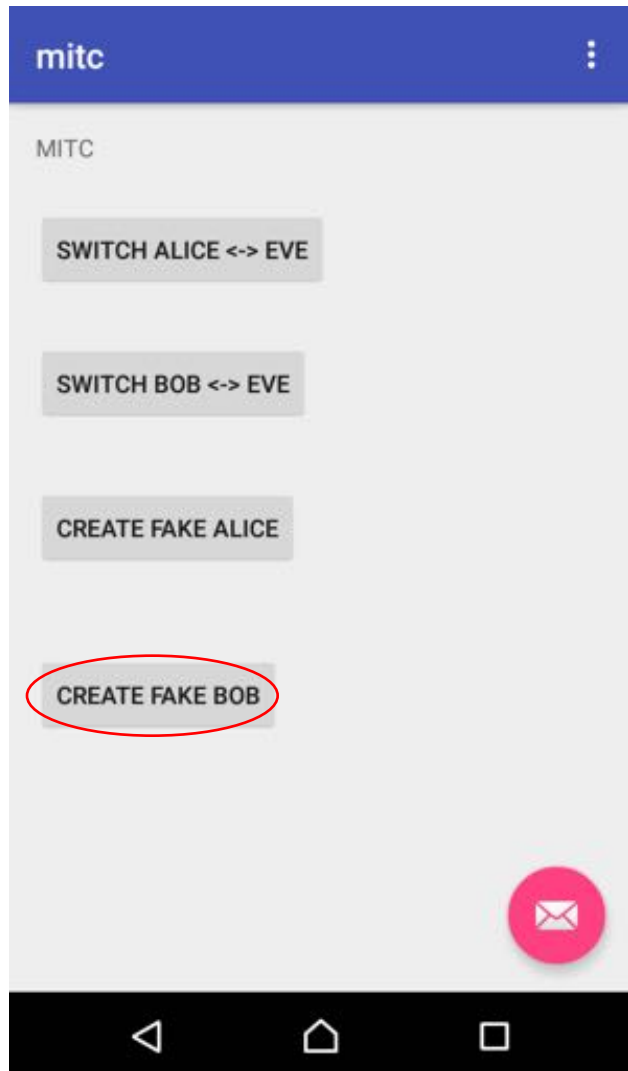 mitc
MITC
SWITCH ALICE <-> EVE
SWITCH BOB <-> EVE
CREATE FAKE ALICE
CREATE FAKE BOB